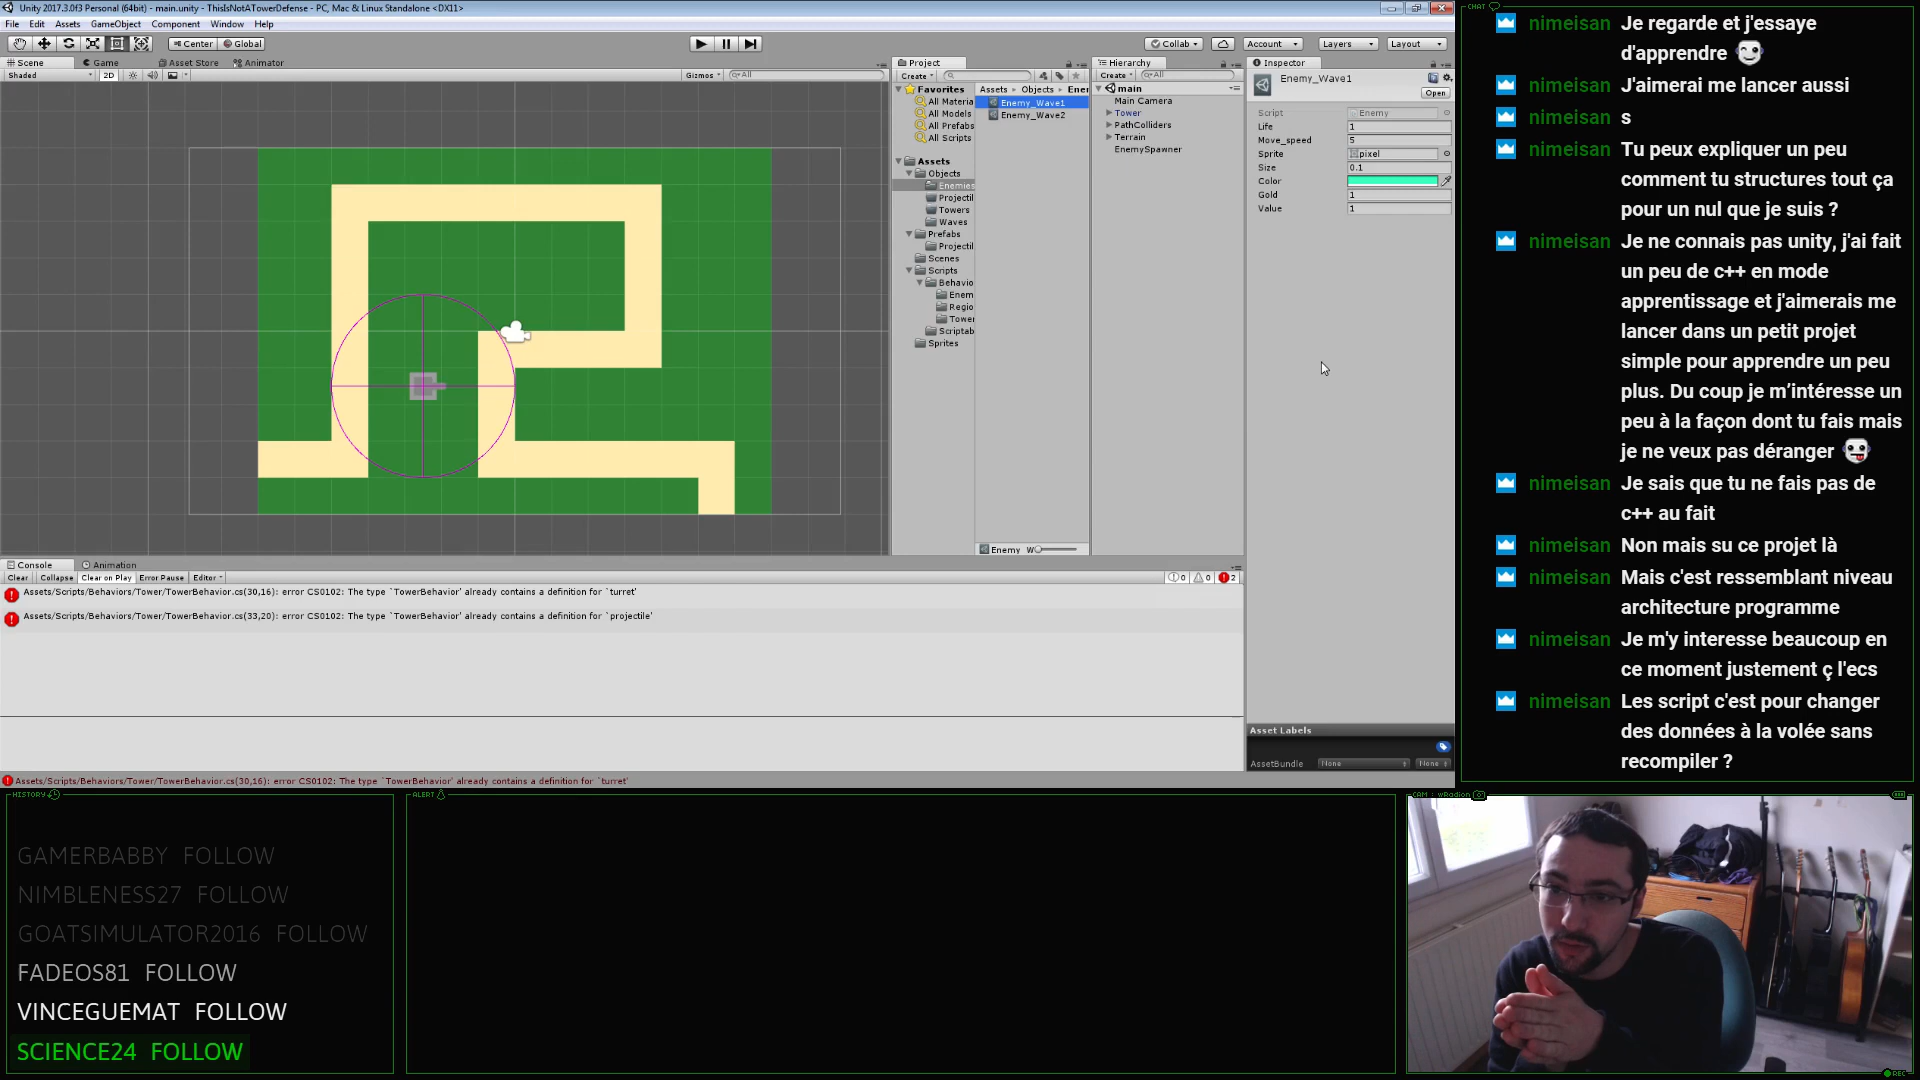 Unity 2017.3.0f3 Personal (64bit) - main.unity - ThisIsNotATowerDefense - PC, Mac & Linux Standalone <DX11>
File Edit Assets GameObject Component Window Help
Center Global
Collab Account Layers Layout
Scene Game Asset Store Animator
Shaded 2D Gizmos All
Project
Create
Favorites
All Materia
All Models
All Prefabs
All Scripts
Assets
Objects
Enemies
Projectil
Towers
Waves
Prefabs
Projectil
Scenes
Scripts
Behavio
Enem
Regio
Tower
Scriptab
Sprites
Assets Objects Ener
Enemy_Wave1
Enemy_Wave2
Enemy W
Hierarchy
Create All
main
Main Camera
Tower
PathColliders
Terrain
EnemySpawner
Inspector
Enemy_Wave1
Open
Script Enemy
Life 1
Move_speed 5
Sprite pixel
Size 0.1
Color
Gold 1
Value 1
Asset Labels
AssetBundle None None
Console Animation
Clear Collapse Clear on Play Error Pause Editor 0 0 2
Assets/Scripts/Behaviors/Tower/TowerBehavior.cs(30,16): error CS0102: The type `TowerBehavior' already contains a definition for `turret'
Assets/Scripts/Behaviors/Tower/TowerBehavior.cs(33,20): error CS0102: The type `TowerBehavior' already contains a definition for `projectile'
Assets/Scripts/Behaviors/Tower/TowerBehavior.cs(30,16): error CS0102: The type `TowerBehavior' already contains a definition for `turret'
CHAT
nimeisan Je regarde et j'essaye
d'apprendre
nimeisan J'aimerai me lancer aussi
nimeisan s
nimeisan Tu peux expliquer un peu
comment tu structures tout ça
pour un nul que je suis ?
nimeisan Je ne connais pas unity, j'ai fait
un peu de c++ en mode
apprentissage et j'aimerais me
lancer dans un petit projet
simple pour apprendre un peu
plus. Du coup je m’intéresse un
peu à la façon dont tu fais mais
je ne veux pas déranger
nimeisan Je sais que tu ne fais pas de
c++ au fait
nimeisan Non mais su ce projet là
nimeisan Mais c'est ressemblant niveau
architecture programme
nimeisan Je m'y interesse beaucoup en
ce moment justement ç l'ecs
nimeisan Les script c'est pour changer
des données à la volée sans
recompiler ?
HISTORY
GAMERBABBY FOLLOW
NIMBLENESS27 FOLLOW
GOATSIMULATOR2016 FOLLOW
FADEOS81 FOLLOW
VINCEGUEMAT FOLLOW
SCIENCE24 FOLLOW
ALERT
CAM : wRadion
REC